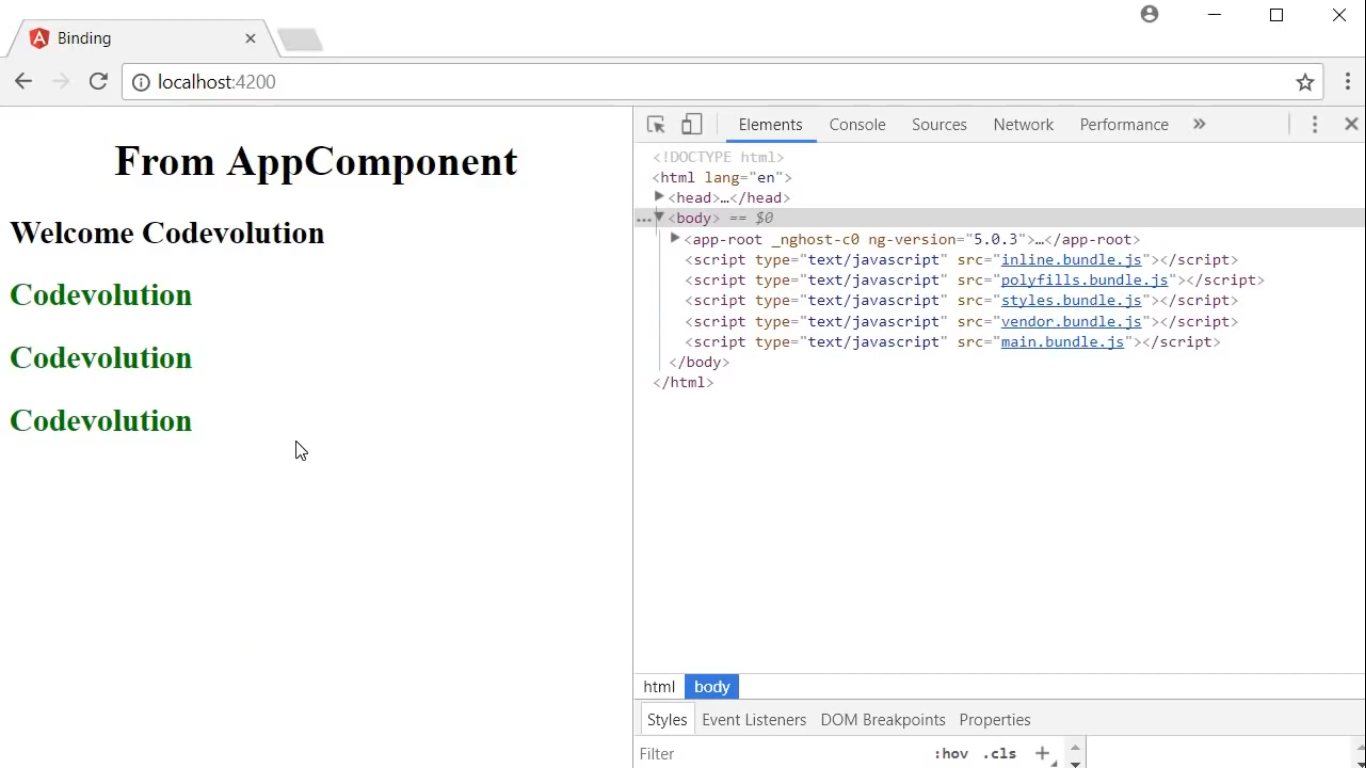 Binding
localhost:4200
From AppComponent
Welcome Codevolution
Codevolution
Codevolution
Codevolution
Elements Console Sources Network Performance »
<!DOCTYPE html>
<html lang="en">
<head>…</head>
… <body> == $0
<app-root _nghost-c0 ng-version="5.0.3">…</app-root>
<script type="text/javascript" src="inline.bundle.js"></script>
<script type="text/javascript" src="polyfills.bundle.js"></script>
<script type="text/javascript" src="styles.bundle.js"></script>
<script type="text/javascript" src="vendor.bundle.js"></script>
<script type="text/javascript" src="main.bundle.js"></script>
</body>
</html>
html body
Styles Event Listeners DOM Breakpoints Properties
Filter :hov .cls +